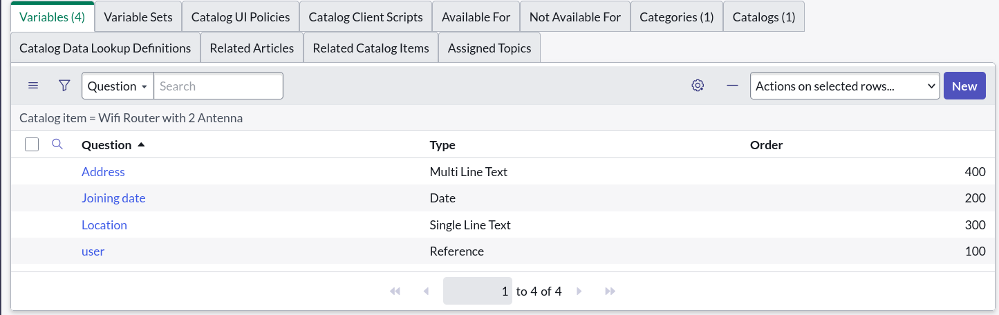 Variables (4) Variable Sets Catalog UI Policies Catalog Client Scripts Available For Not Available For Categories (1) Catalogs (1)
Catalog Data Lookup Definitions Related Articles Related Catalog Items Assigned Topics
Question Search Actions on selected rows... New
Catalog item = Wifi Router with 2 Antenna
Question Type Order
Address Multi Line Text 400
Joining date Date 200
Location Single Line Text 300
user Reference 100
1 to 4 of 4